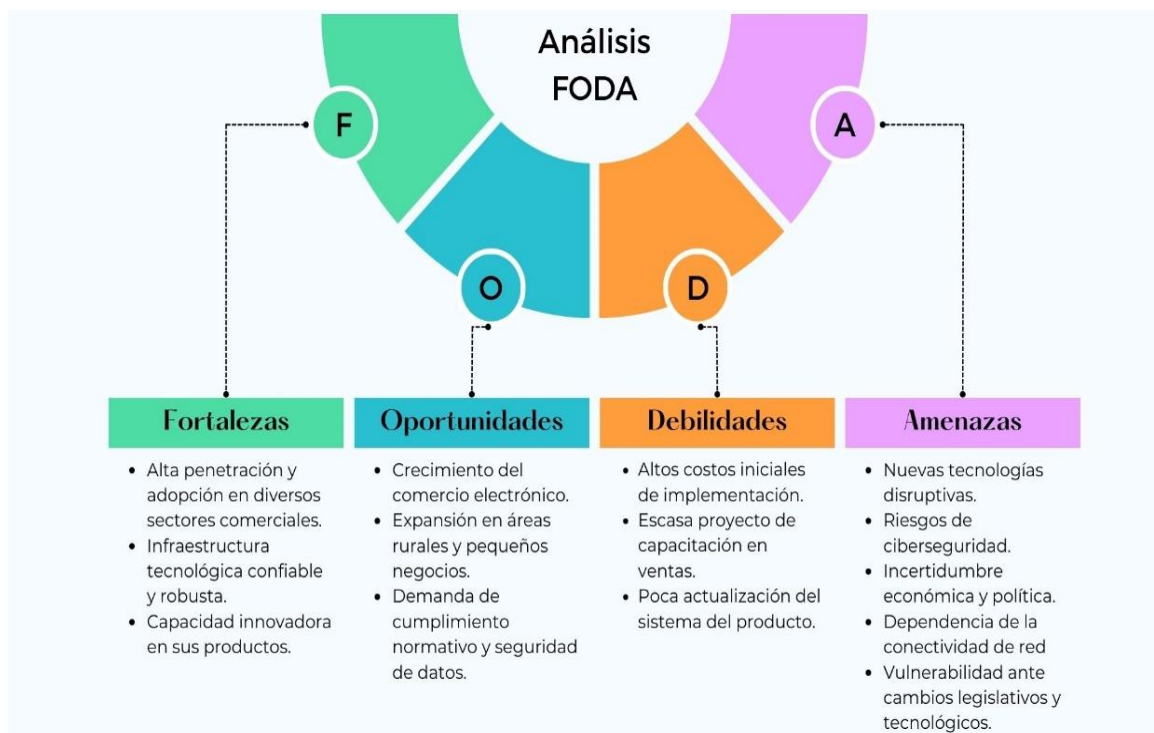 Análisis
FODA
F
A
O
D
Fortalezas
• Alta penetración y
adopción en diversos
sectores comerciales.
• Infraestructura
tecnológica confiable
y robusta.
• Capacidad innovadora
en sus productos.
Oportunidades
• Crecimiento del
comercio electrónico.
• Expansión en áreas
rurales y pequeños
negocios.
• Demanda de
cumplimiento
normativo y seguridad
de datos.
Debilidades
• Altos costos iniciales
de implementación.
• Escasa proyecto de
capacitación en
ventas.
• Poca actualización del
sistema del producto.
Amenazas
• Nuevas tecnologías
disruptivas.
• Riesgos de
ciberseguridad.
• Incertidumbre
económica y política.
• Dependencia de la
conectividad de red
• Vulnerabilidad ante
cambios legislativos y
tecnológicos.